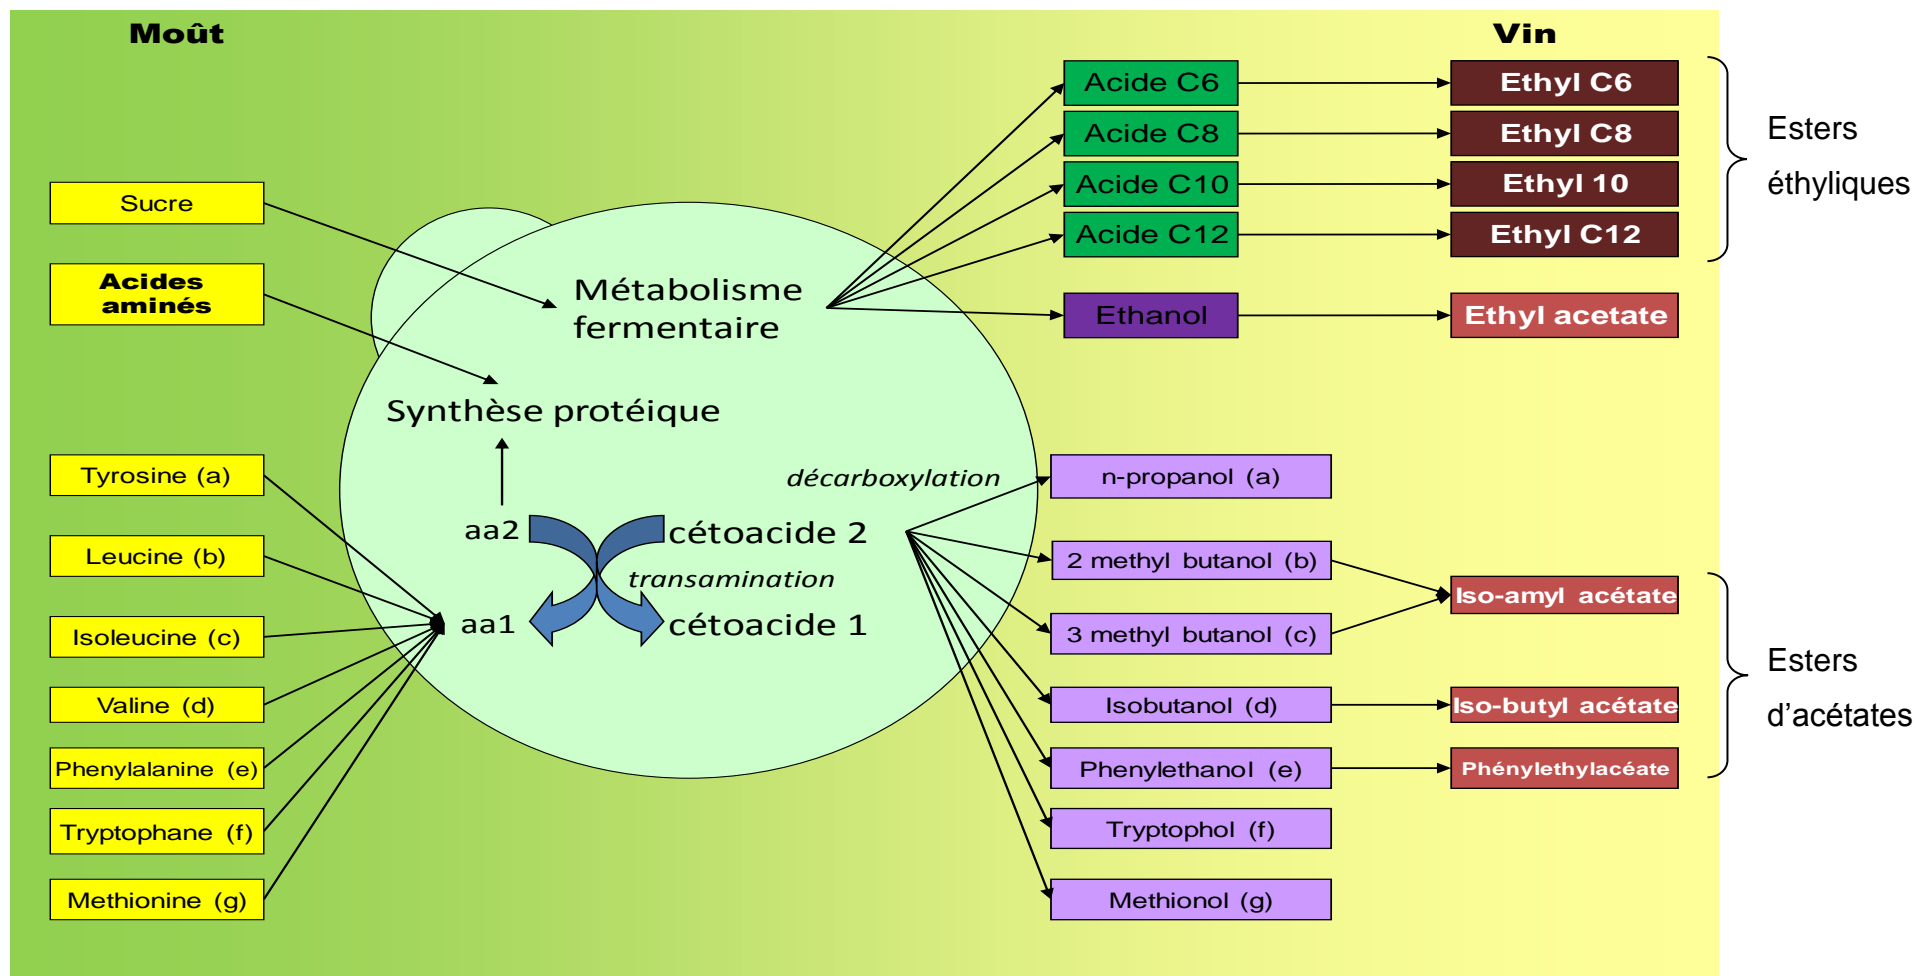 Moût
Vin
Acide C6
Ethyl C6
Acide C8
Ethyl C8
Acide C10
Ethyl 10
Acide C12
Ethyl C12
Esters
éthyliques
Sucre
Acides
aminés
Métabolisme
fermentaire
Ethanol
Ethyl acetate
Synthèse protéique
Tyrosine (a)
Leucine (b)
Isoleucine (c)
Valine (d)
Phenylalanine (e)
Tryptophane (f)
Methionine (g)
décarboxylation
aa2
cétoacide 2
transamination
aa1
cétoacide 1
n-propanol (a)
2 methyl butanol (b)
3 methyl butanol (c)
Isobutanol (d)
Phenylethanol (e)
Tryptophol (f)
Methionol (g)
Iso-amyl acétate
Iso-butyl acétate
Phénylethylacéate
Esters
d’acétates